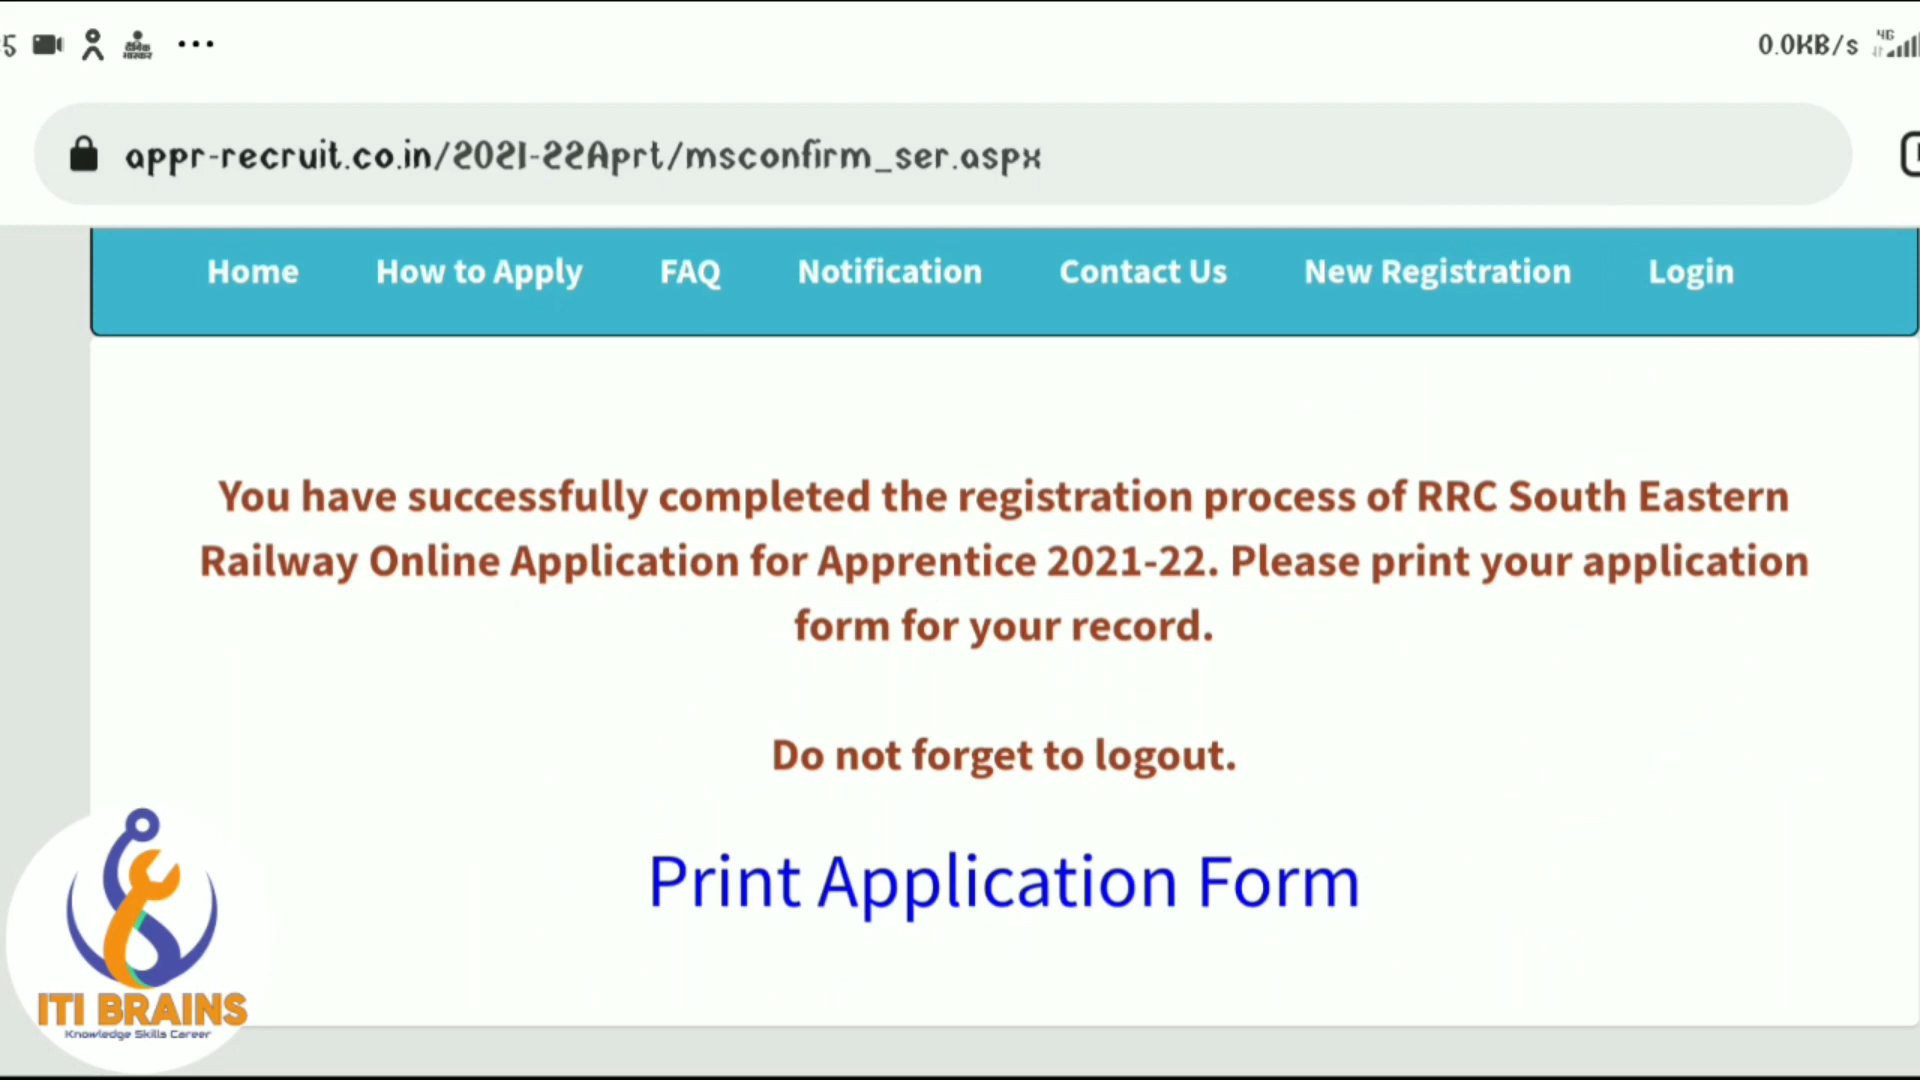 5 दैनिक भास्कर ... 0.0KB/s 4G
appr-recruit.co.in/2021-22Aprt/msconfirm_ser.aspx
Home How to Apply FAQ Notification Contact Us New Registration Login
You have successfully completed the registration process of RRC South Eastern
Railway Online Application for Apprentice 2021-22. Please print your application
form for your record.
Do not forget to logout.
Print Application Form
ITI BRAINS
Knowledge Skills Career